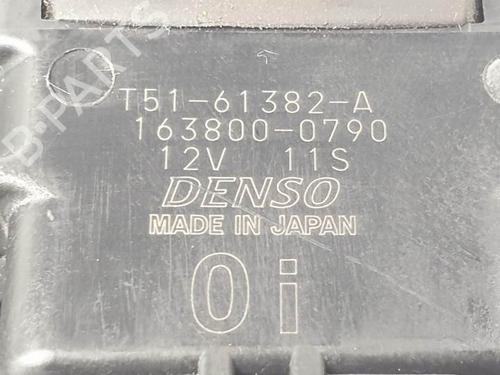 T51-61382-A
163800-0790
12V 11S
DENSO
MADE IN JAPAN
0i
B-PARTS